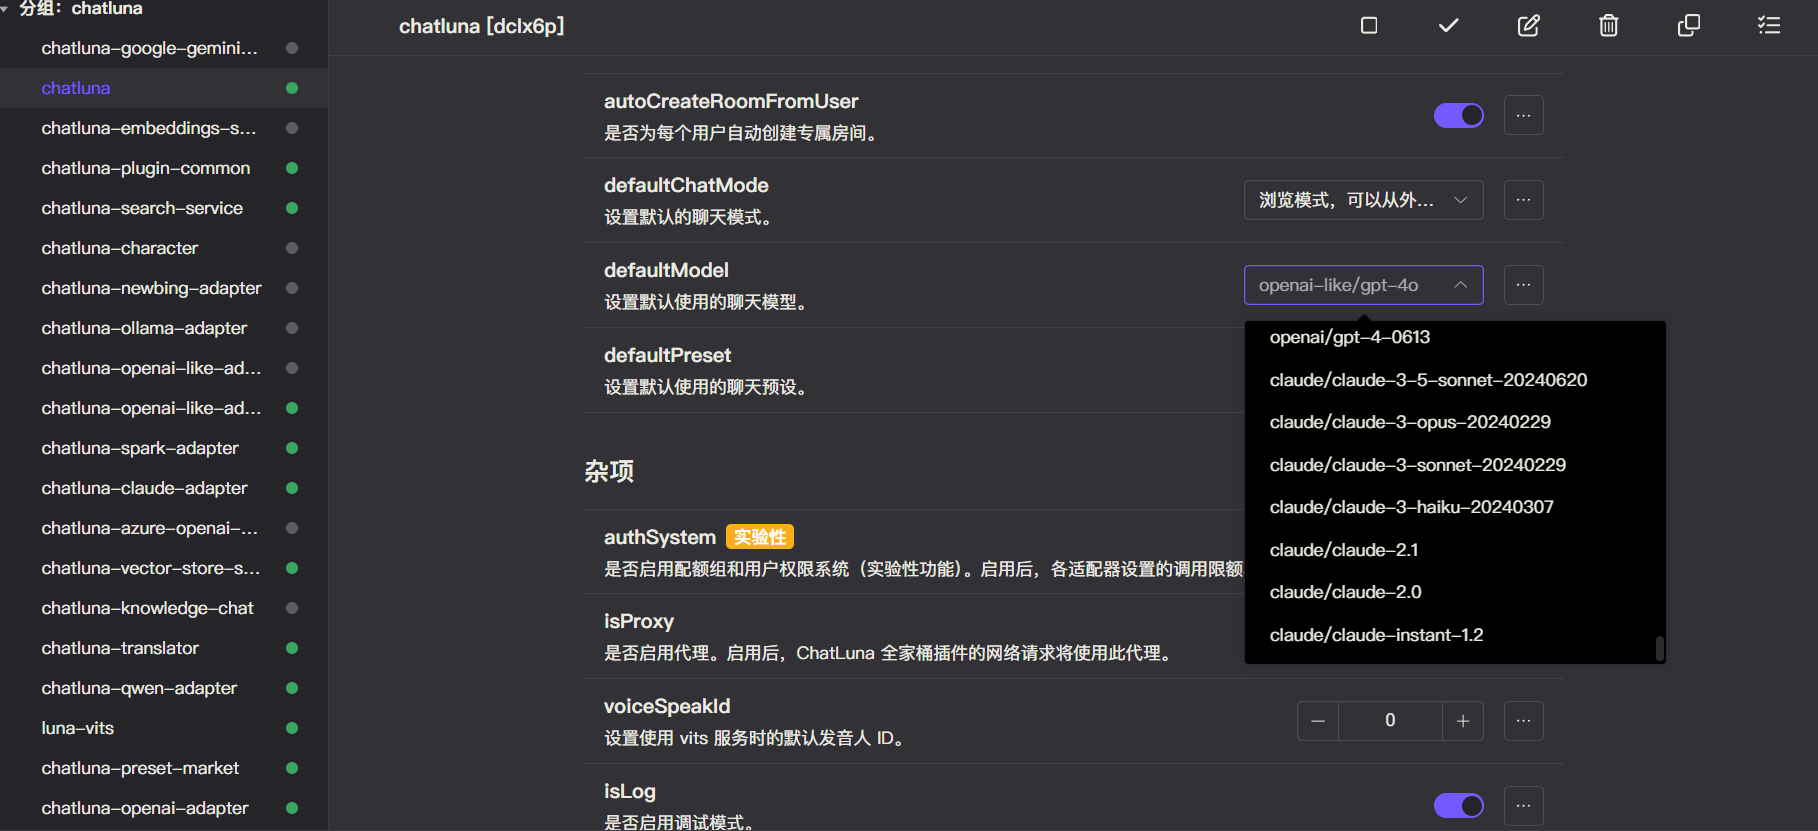 分组：chatluna
chatluna-google-gemini...
chatluna
chatluna-embeddings-s...
chatluna-plugin-common
chatluna-search-service
chatluna-character
chatluna-newbing-adapter
chatluna-ollama-adapter
chatluna-openai-like-ad...
chatluna-openai-like-ad...
chatluna-spark-adapter
chatluna-claude-adapter
chatluna-azure-openai-...
chatluna-vector-store-s...
chatluna-knowledge-chat
chatluna-translator
chatluna-qwen-adapter
luna-vits
chatluna-preset-market
chatluna-openai-adapter
chatluna [dclx6p]
autoCreateRoomFromUser
是否为每个用户自动创建专属房间。
defaultChatMode
浏览模式，可以从外...
设置默认的聊天模式。
defaultModel
openai-like/gpt-4o
设置默认使用的聊天模型。
openai/gpt-4-0613
claude/claude-3-5-sonnet-20240620
claude/claude-3-opus-20240229
claude/claude-3-sonnet-20240229
claude/claude-3-haiku-20240307
claude/claude-2.1
claude/claude-2.0
claude/claude-instant-1.2
defaultPreset
设置默认使用的聊天预设。
杂项
authSystem 实验性
是否启用配额组和用户权限系统（实验性功能）。启用后，各适配器设置的调用限额
isProxy
是否启用代理。启用后，ChatLuna 全家桶插件的网络请求将使用此代理。
voiceSpeakId
0
设置使用 vits 服务时的默认发音人 ID。
isLog
是否启用调试模式。